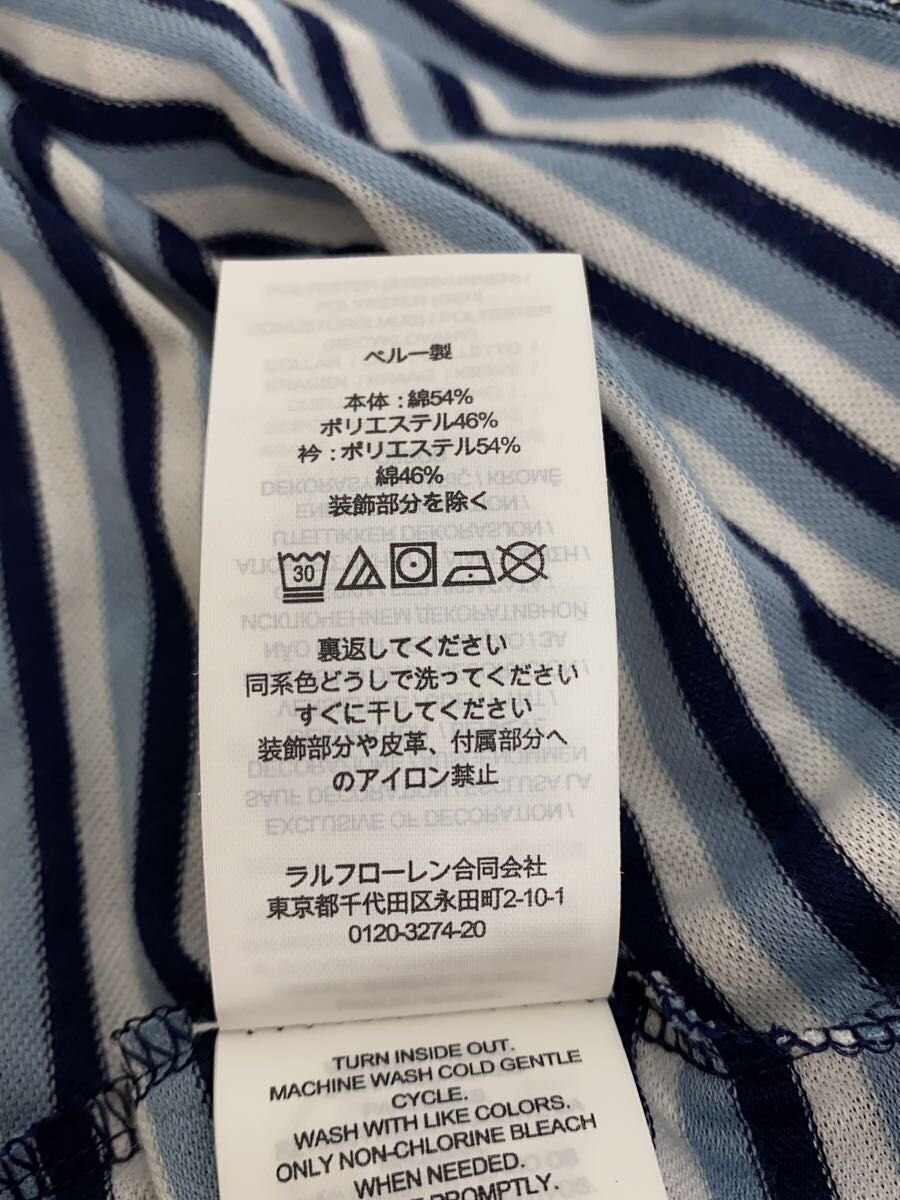 ペルー製
本体 : 綿54%
ポリエステル46%
衿 : ポリエステル54%
綿46%
装飾部分を除く
30
裏返してください
同系色どうしで洗ってください
すぐに干してください
装飾部分や皮革、付属部分へ
のアイロン禁止
ラルフローレン合同会社
東京都千代田区永田町2-10-1
0120-3274-20
TURN INSIDE OUT.
MACHINE WASH COLD GENTLE
CYCLE.
WASH WITH LIKE COLORS.
ONLY NON-CHLORINE BLEACH
WHEN NEEDED.
PROMPTLY.